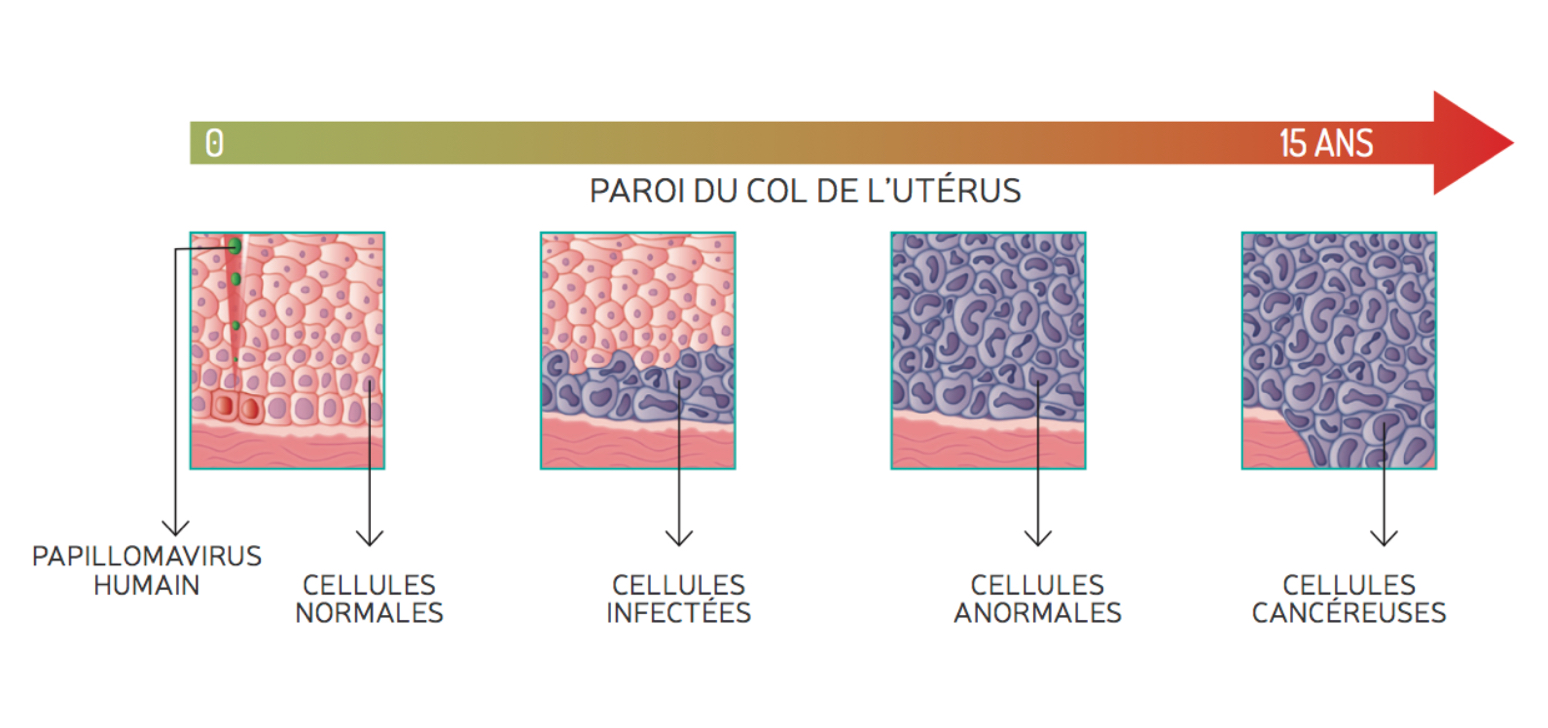 0
15 ANS
PAROI DU COL DE L'UTÉRUS
PAPILLOMAVIRUS
HUMAIN
CELLULES
NORMALES
CELLULES
INFECTÉES
CELLULES
ANORMALES
CELLULES
CANCÉREUSES